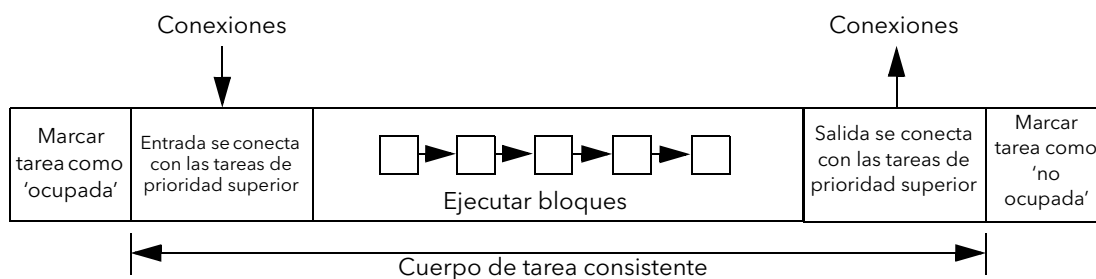 Conexiones
Conexiones
Marcar
tarea como
‘ocupada’
Entrada se conecta
con las tareas de
prioridad superior
Ejecutar bloques
Salida se conecta
con las tareas de
prioridad superior
Marcar
tarea como
‘no
ocupada’
Cuerpo de tarea consistente